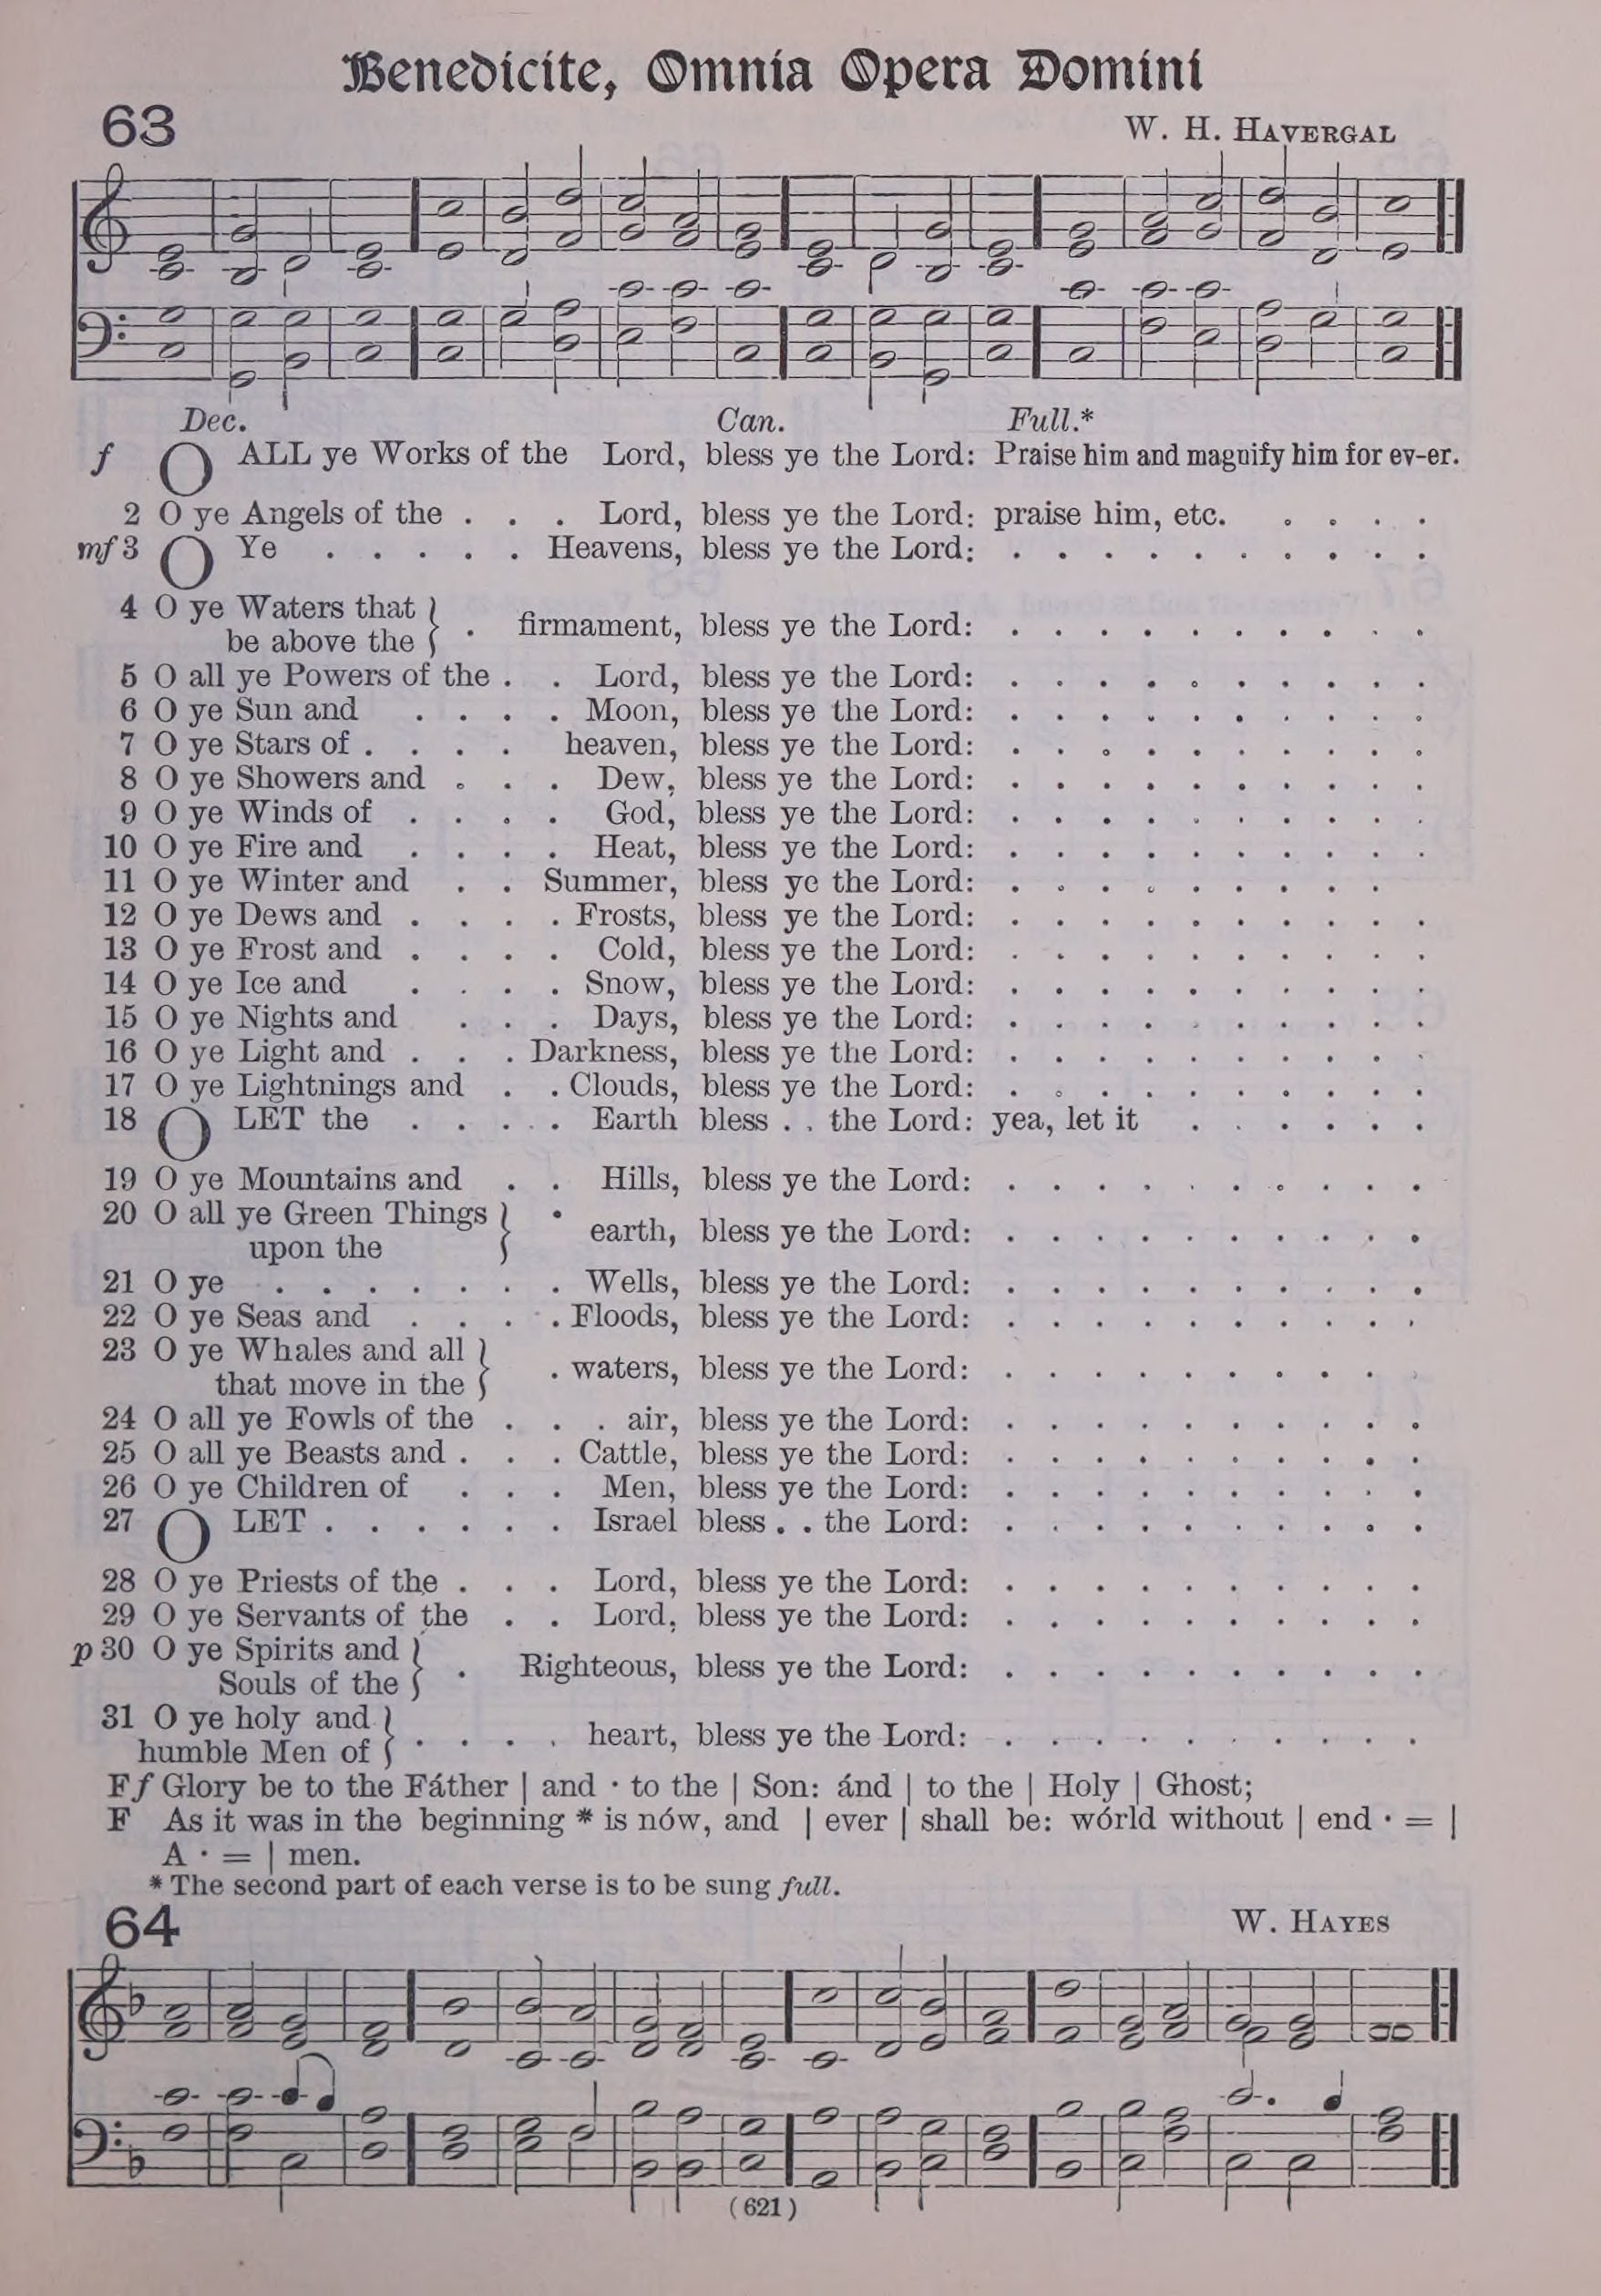 Benedicite, Omnia Opera Domini
63
W. H. HAVERGAL
Dec. Can. Full.*
f O ALL ye Works of the Lord, bless ye the Lord: Praise him and magnify him for ev-er.
2 O ye Angels of the . . . Lord, bless ye the Lord: praise him, etc. . . . .
mf 3 O Ye . . . . . Heavens, bless ye the Lord: . . . . . . . . . .
4 O ye Waters that
be above the } . firmament, bless ye the Lord: . . . . . . . . . .
5 O all ye Powers of the . . Lord, bless ye the Lord: . . . . . . . . . .
6 O ye Sun and . . . . Moon, bless ye the Lord: . . . . . . . . . .
7 O ye Stars of . . . . heaven, bless ye the Lord: . . . . . . . . . .
8 O ye Showers and . . . Dew, bless ye the Lord: . . . . . . . . . .
9 O ye Winds of . . . . God, bless ye the Lord: . . . . . . . . . .
10 O ye Fire and . . . . Heat, bless ye the Lord: . . . . . . . . . .
11 O ye Winter and . . Summer, bless ye the Lord: . . . . . . . . .
12 O ye Dews and . . . . Frosts, bless ye the Lord: . . . . . . . . . .
13 O ye Frost and . . . . Cold, bless ye the Lord: . . . . . . . . . .
14 O ye Ice and . . . . Snow, bless ye the Lord: . . . . . . . . . .
15 O ye Nights and . . . Days, bless ye the Lord: . . . . . . . . . .
16 O ye Light and . . . Darkness, bless ye the Lord: . . . . . . . . . .
17 O ye Lightnings and . . Clouds, bless ye the Lord: . . . . . . . . . .
18 O LET the . . . . . Earth bless . . the Lord: yea, let it . . . . . .
19 O ye Mountains and . . Hills, bless ye the Lord: . . . . . . . . . .
20 O all ye Green Things
upon the } . earth, bless ye the Lord: . . . . . . . . . .
21 O ye . . . . . . . Wells, bless ye the Lord: . . . . . . . . . .
22 O ye Seas and . . . . Floods, bless ye the Lord: . . . . . . . . . .
23 O ye Whales and all
that move in the } . waters, bless ye the Lord: . . . . . . . . . .
24 O all ye Fowls of the . . . air, bless ye the Lord: . . . . . . . . . .
25 O all ye Beasts and . . . Cattle, bless ye the Lord: . . . . . . . . . .
26 O ye Children of . . . Men, bless ye the Lord: . . . . . . . . . .
27 O LET . . . . . . Israel bless . . the Lord: . . . . . . . . . .
28 O ye Priests of the . . . Lord, bless ye the Lord: . . . . . . . . . .
29 O ye Servants of the . . Lord, bless ye the Lord: . . . . . . . . . .
p 30 O ye Spirits and
Souls of the } . Righteous, bless ye the Lord: . . . . . . . . . .
31 O ye holy and
humble Men of } . . . . heart, bless ye the Lord: . . . . . . . . . .
F f Glory be to the Fáther | and · to the | Son: ánd | to the | Holy | Ghost;
F As it was in the beginning * is nów, and | ever | shall be: wórld without | end · = |
A · = | men.
* The second part of each verse is to be sung full.
64
W. HAYES
(621)